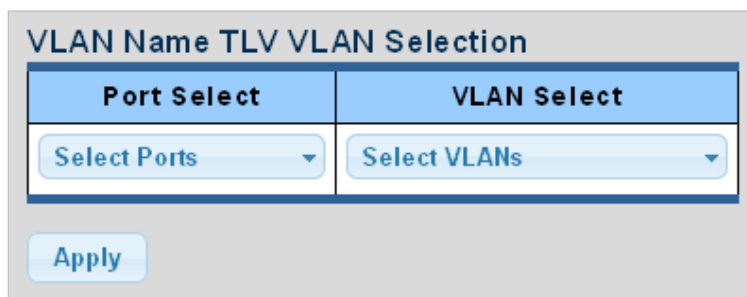 VLAN Name TLV VLAN Selection
Port Select VLAN Select
Select Ports Select VLANs
Apply